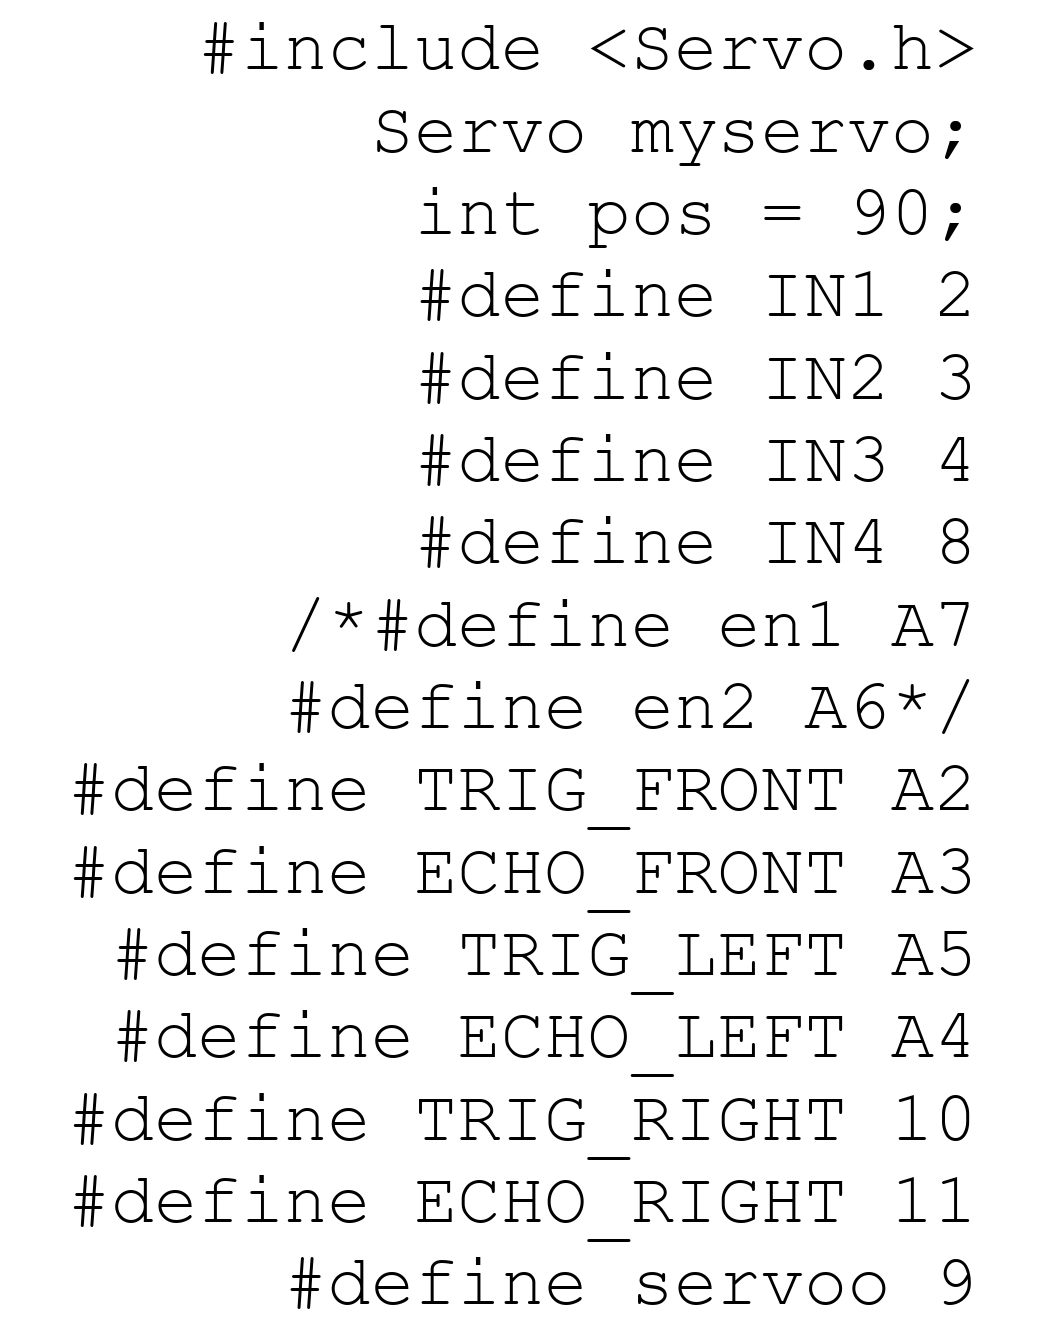 #include <Servo.h>
Servo myservo;
int pos = 90;
#define IN1 2
#define IN2 3
#define IN3 4
#define IN4 8
/*#define en1 A7
#define en2 A6*/
#define TRIG_FRONT A2
#define ECHO_FRONT A3
#define TRIG_LEFT A5
#define ECHO_LEFT A4
#define TRIG_RIGHT 10
#define ECHO_RIGHT 11
#define servoo 9